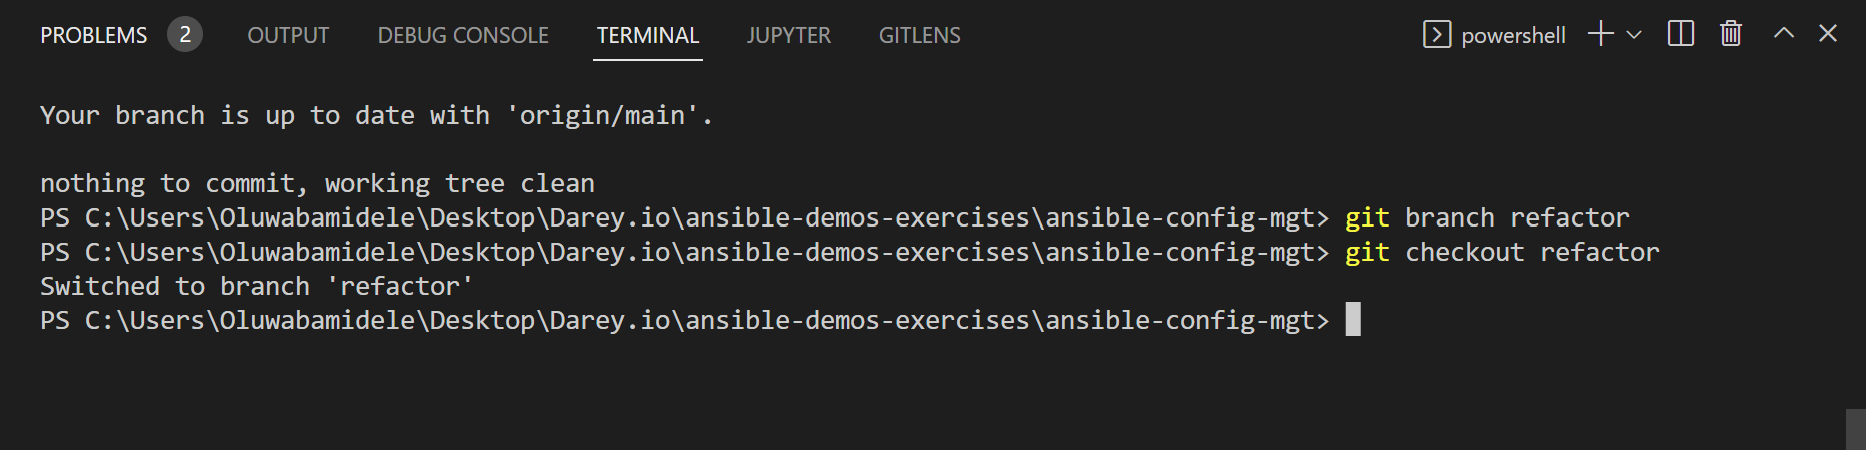 PROBLEMS 2 OUTPUT DEBUG CONSOLE TERMINAL JUPYTER GITLENS powershell
Your branch is up to date with 'origin/main'.
nothing to commit, working tree clean
PS C:\Users\Oluwabamidele\Desktop\Darey.io\ansible-demos-exercises\ansible-config-mgt> git branch refactor
PS C:\Users\Oluwabamidele\Desktop\Darey.io\ansible-demos-exercises\ansible-config-mgt> git checkout refactor
Switched to branch 'refactor'
PS C:\Users\Oluwabamidele\Desktop\Darey.io\ansible-demos-exercises\ansible-config-mgt>